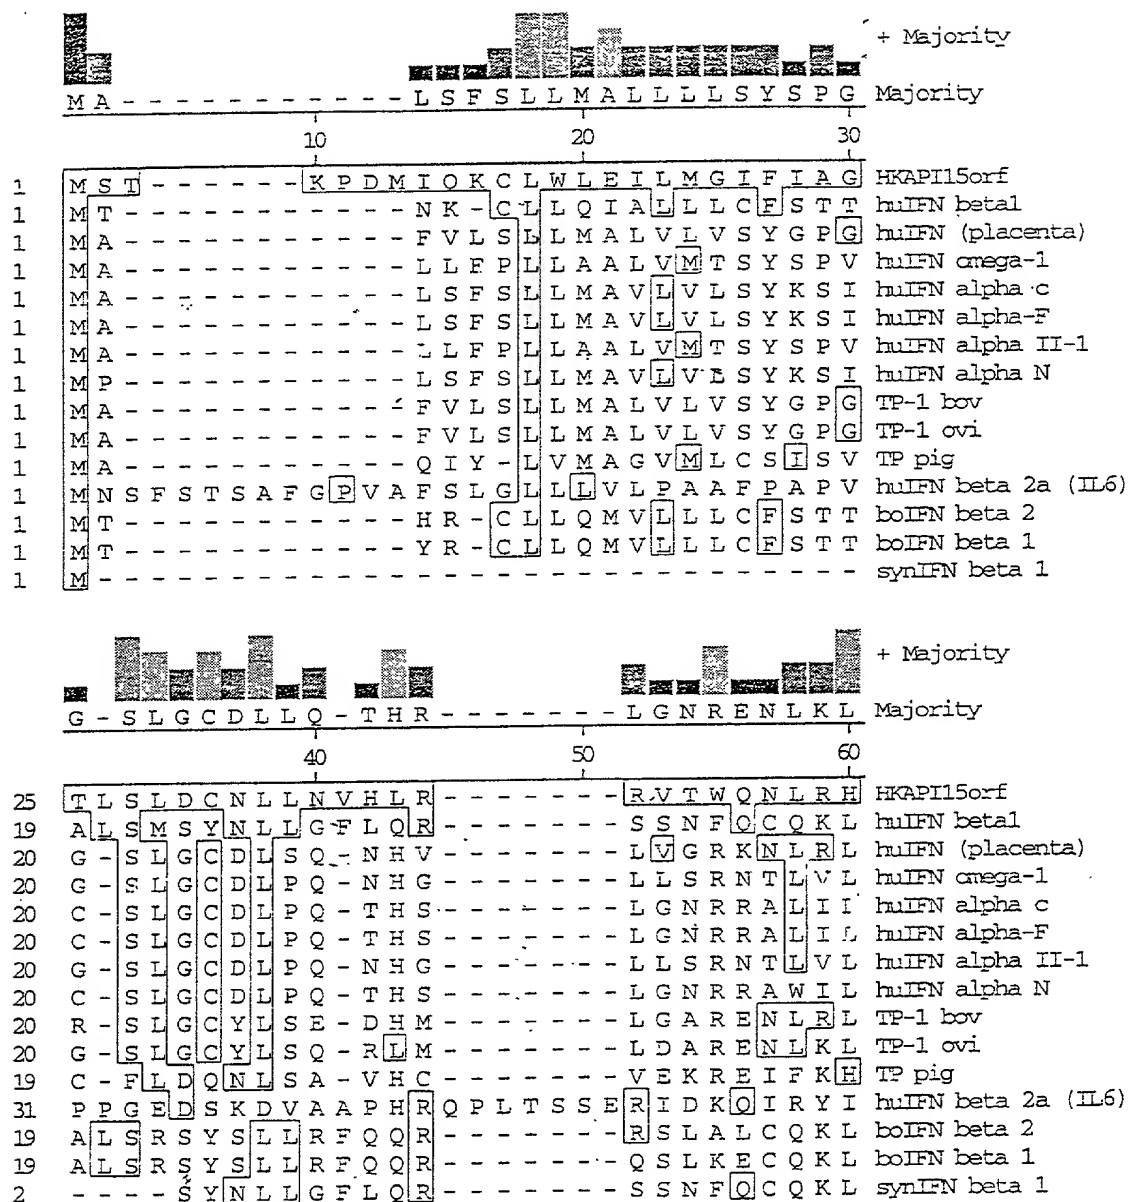 + Majority
M A - - - - - - - - - - - L S F S L L M A L L L L S Y S P G Majority
10 20 30
1 M S T - - - - - - K P D M I Q K C L W L E I L M G I F I A G HKAPI15orf
1 M T - - - - - - - - - - - N K - C L L Q I A L L L C F S T T huIFN beta1
1 M A - - - - - - - - - - - F V L S L L M A L V L V S Y G P G huIFN (placenta)
1 M A - - - - - - - - - - - L L F P L L A A L V M T S Y S P V huIFN omega-1
1 M A - - - - - - - - - - - L S F S L L M A V L V L S Y K S I huIFN alpha c
1 M A - - - - - - - - - - - L S F S L L M A V L V L S Y K S I huIFN alpha-F
1 M A - - - - - - - - - - - L L F P L L A A L V M T S Y S P V huIFN alpha II-1
1 M P - - - - - - - - - - - L S F S L L M A V L V L S Y K S I huIFN alpha N
1 M A - - - - - - - - - - - F V L S L L M A L V L V S Y G P G TP-1 bov
1 M A - - - - - - - - - - - F V L S L L M A L V L V S Y G P G TP-1 ovi
1 M A - - - - - - - - - - - Q I Y - L V M A G V M L C S I S V TP pig
1 M N S F S T S A F G P V A F S L G L L L V L P A A F P A P V huIFN beta 2a (IL6)
1 M T - - - - - - - - - - - H R - C L L Q M V L L L C F S T T boIFN beta 2
1 M T - - - - - - - - - - - Y R - C L L Q M V L L L C F S T T boIFN beta 1
1 M - - - - - - - - - - - - - - - - - - - - - - - - - - - - - synIFN beta 1
+ Majority
G - S L G C D L L Q - T H R - - - - - - - L G N R E N L K L Majority
40 50 60
25 T L S L D C N L L N V H L R - - - - - - - R V T W Q N L R H HKAPI15orf
19 A L S M S Y N L L G F L Q R - - - - - - - S S N F Q C Q K L huIFN beta1
20 G - S L G C D L S Q - N H V - - - - - - - L V G R K N L R L huIFN (placenta)
20 G - S L G C D L P Q - N H G - - - - - - - L L S R N T L V L huIFN omega-1
20 C - S L G C D L P Q - T H S - - - - - - - L G N R R A L I I huIFN alpha c
20 C - S L G C D L P Q - T H S - - - - - - - L G N R R A L I L huIFN alpha-F
20 G - S L G C D L P Q - N H G - - - - - - - L L S R N T L V L huIFN alpha II-1
20 C - S L G C D L P Q - T H S - - - - - - - L G N R R A W I L huIFN alpha N
20 R - S L G C Y L S E - D H M - - - - - - - L G A R E N L R L TP-1 bov
20 G - S L G C Y L S Q - R L M - - - - - - - L D A R E N L K L TP-1 ovi
19 C - F L D Q N L S A - V H C - - - - - - - V E K R E I F K H TP pig
31 P P G E D S K D V A A P H R Q P L T S S E R I D K Q I R Y I huIFN beta 2a (IL6)
19 A L S R S Y S L L R F Q Q R - - - - - - - R S L A L C Q K L boIFN beta 2
19 A L S R S Y S L L R F Q Q R - - - - - - - Q S L K E C Q K L boIFN beta 1
2 - - - - S Y N L L G F L Q R - - - - - - - S S N F Q C Q K L synIFN beta 1